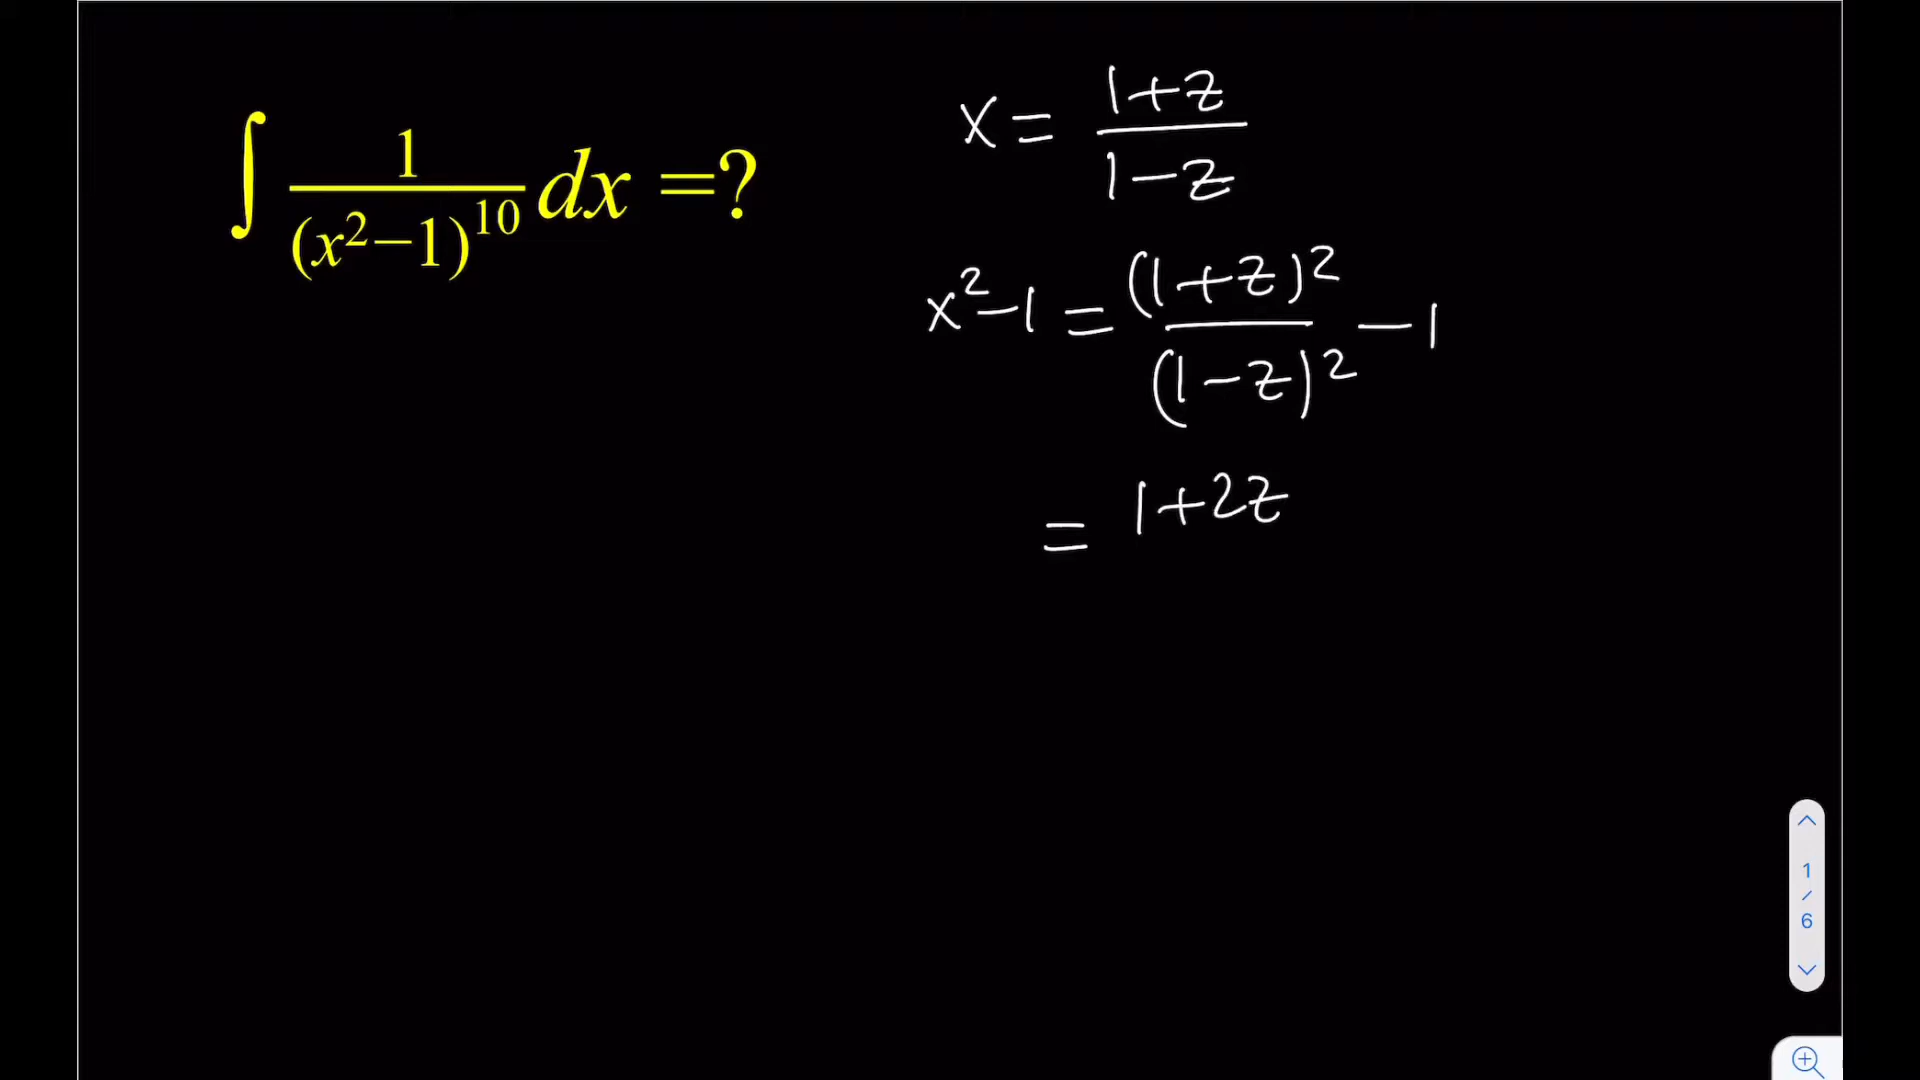 ∫ 1/(x²−1)¹⁰ dx =?
x = (1+z)/(1−z)
x²−1 = (1+z)²/(1−z)² − 1
= 1+2z
1
/
6